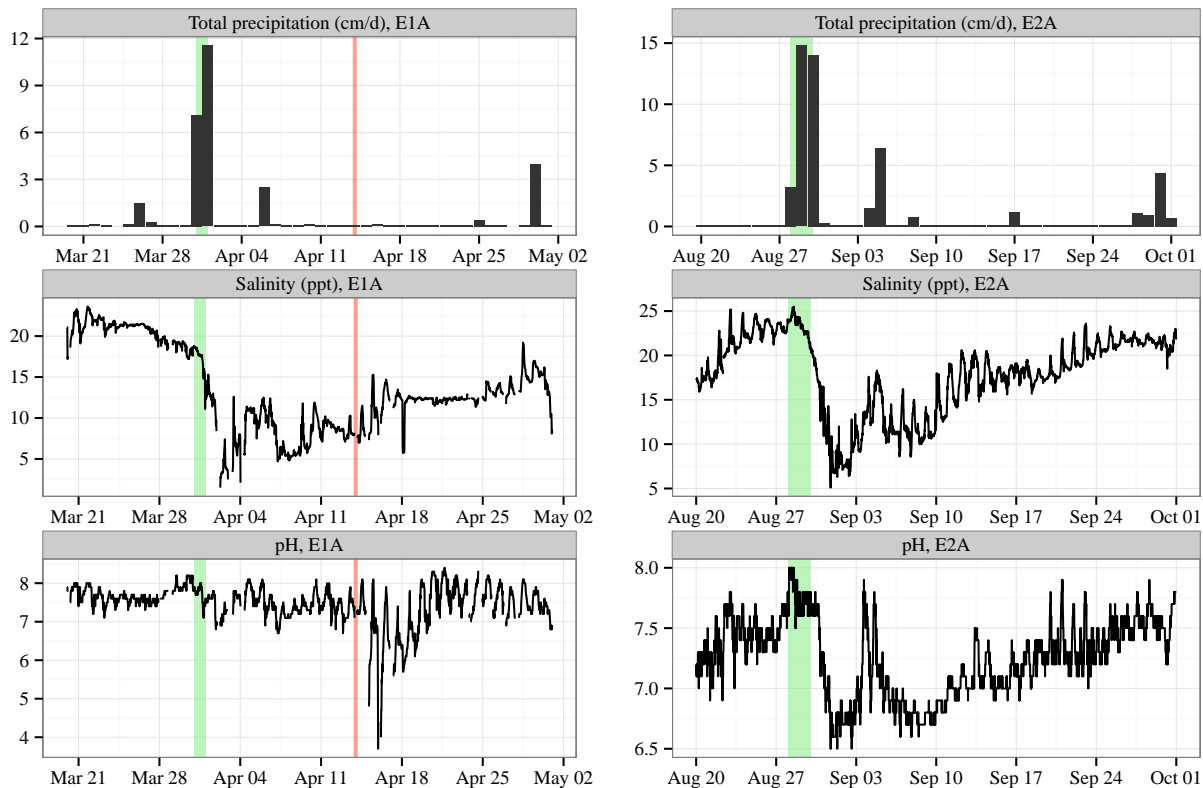 Total precipitation (cm/d), E1A
12
9
6
3
0
Mar 21 Mar 28 Apr 04 Apr 11 Apr 18 Apr 25 May 02
Total precipitation (cm/d), E2A
15
10
5
0
Aug 20 Aug 27 Sep 03 Sep 10 Sep 17 Sep 24 Oct 01
Salinity (ppt), E1A
20
15
10
5
Mar 21 Mar 28 Apr 04 Apr 11 Apr 18 Apr 25 May 02
Salinity (ppt), E2A
25
20
15
10
5
Aug 20 Aug 27 Sep 03 Sep 10 Sep 17 Sep 24 Oct 01
pH, E1A
8
7
6
5
4
Mar 21 Mar 28 Apr 04 Apr 11 Apr 18 Apr 25 May 02
pH, E2A
8.0
7.5
7.0
6.5
Aug 20 Aug 27 Sep 03 Sep 10 Sep 17 Sep 24 Oct 01